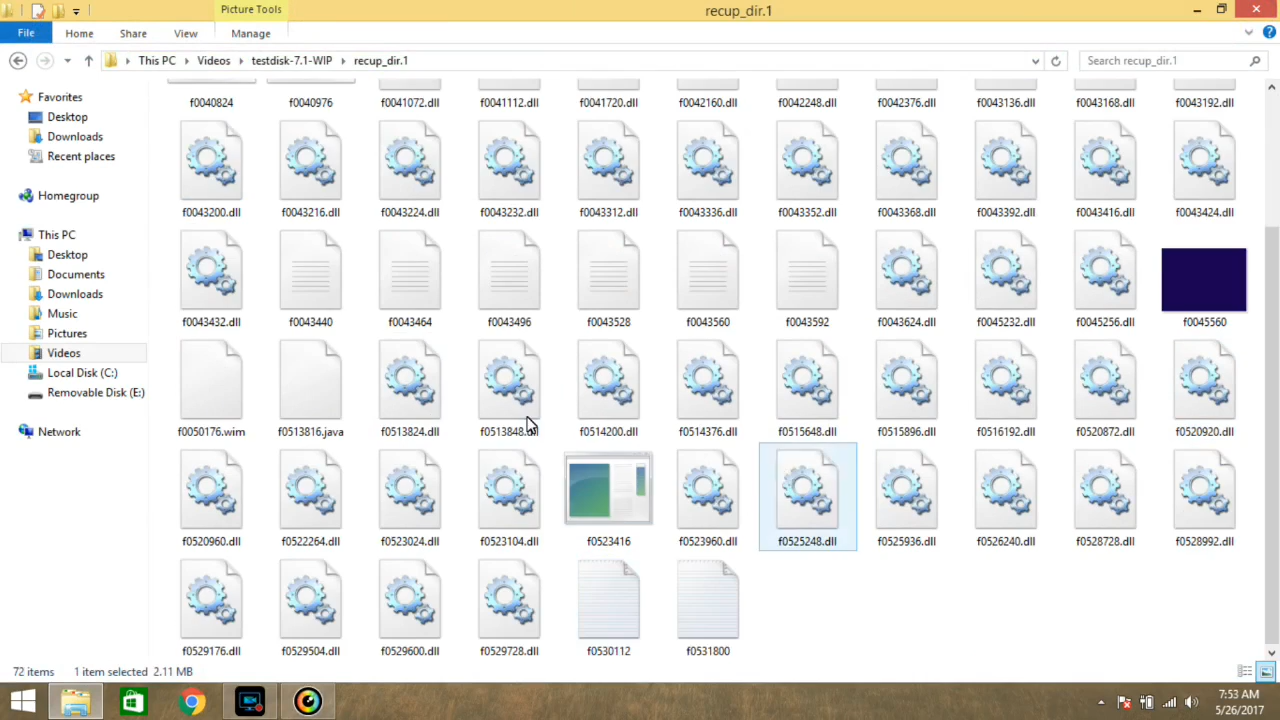 Picture Tools
recup_dir.1
File Home Share View Manage
This PC Videos testdisk-7.1-WIP recup_dir.1
Search recup_dir.1
Favorites
Desktop
Downloads
Recent places
Homegroup
This PC
Desktop
Documents
Downloads
Music
Pictures
Videos
Local Disk (C:)
Removable Disk (E:)
Network
f0040824 f0040976 f0041072.dll f0041112.dll f0041720.dll f0042160.dll f0042248.dll f0042376.dll f0043136.dll f0043168.dll f0043192.dll
f0043200.dll f0043216.dll f0043224.dll f0043232.dll f0043312.dll f0043336.dll f0043352.dll f0043368.dll f0043392.dll f0043416.dll f0043424.dll
f0043432.dll f0043440 f0043464 f0043496 f0043528 f0043560 f0043592 f0043624.dll f0045232.dll f0045256.dll f0045560
f0050176.wim f0513816.java f0513824.dll f0513848.dll f0514200.dll f0514376.dll f0515648.dll f0515896.dll f0516192.dll f0520872.dll f0520920.dll
f0520960.dll f0522264.dll f0523024.dll f0523104.dll f0523416 f0523960.dll f0525248.dll f0525936.dll f0526240.dll f0528728.dll f0528992.dll
f0529176.dll f0529504.dll f0529600.dll f0529728.dll f0530112 f0531800
72 items 1 item selected 2.11 MB
7:53 AM
5/26/2017